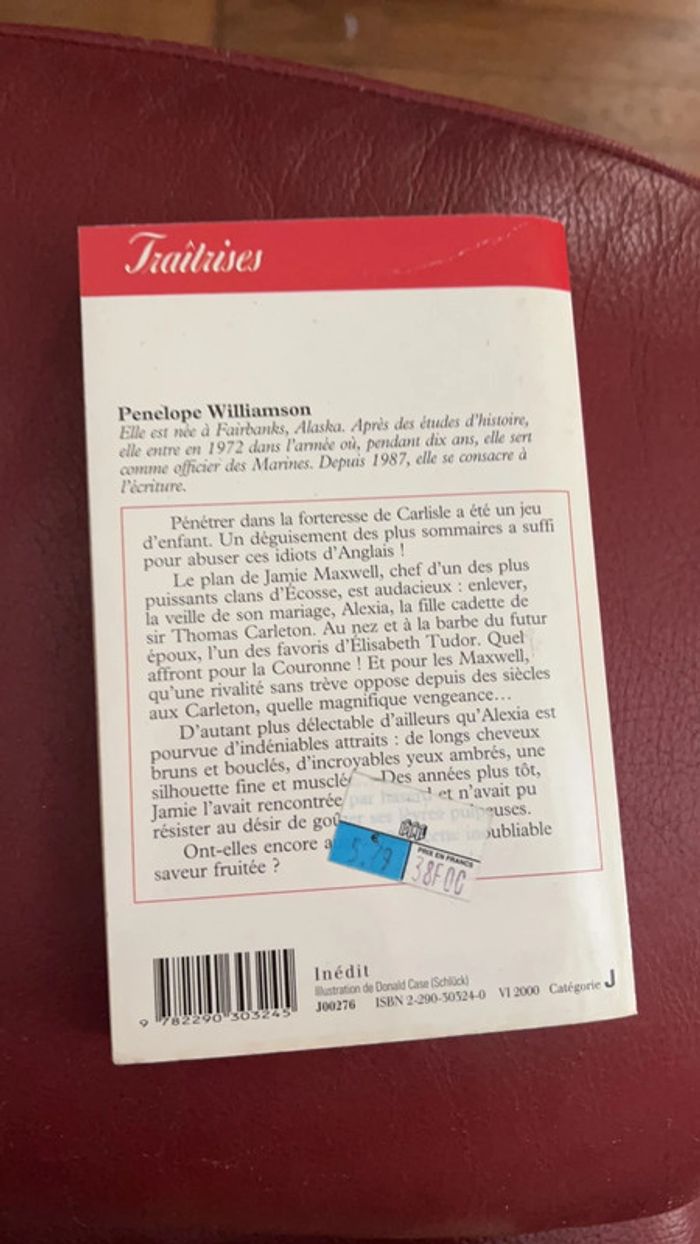 Traîtrises
Penelope Williamson
Elle est née à Fairbanks, Alaska. Après des études d'histoire,
elle entre en 1972 dans l'armée où, pendant dix ans, elle sert
comme officier des Marines. Depuis 1987, elle se consacre à
l'écriture.
Pénétrer dans la forteresse de Carlisle a été un jeu
d'enfant. Un déguisement des plus sommaires a suffi
pour abuser ces idiots d'Anglais !
Le plan de Jamie Maxwell, chef d'un des plus
puissants clans d'Écosse, est audacieux : enlever,
la veille de son mariage, Alexia, la fille cadette de
sir Thomas Carleton. Au nez et à la barbe du futur
époux, l'un des favoris d'Élisabeth Tudor. Quel
affront pour la Couronne ! Et pour les Maxwell,
qu'une rivalité sans trêve oppose depuis des siècles
aux Carleton, quelle magnifique vengeance...
D'autant plus délectable d'ailleurs qu'Alexia est
pourvue d'indéniables attraits : de longs cheveux
bruns et bouclés, d'incroyables yeux ambrés, une
silhouette fine et musclé Des années plus tôt,
Jamie l'avait rencontrée par et n'avait pu
résister au désir de goû ses lèvres pulpeuses.
Ont-elles encore inoubliable
saveur fruitée ?
€
5.79
PRIX EN FRANCS
38F00
Inédit
Illustration de Donald Case (Schlück)
J00276 ISBN 2-290-30324-0 VI 2000 Catégorie J
9 782290 303245